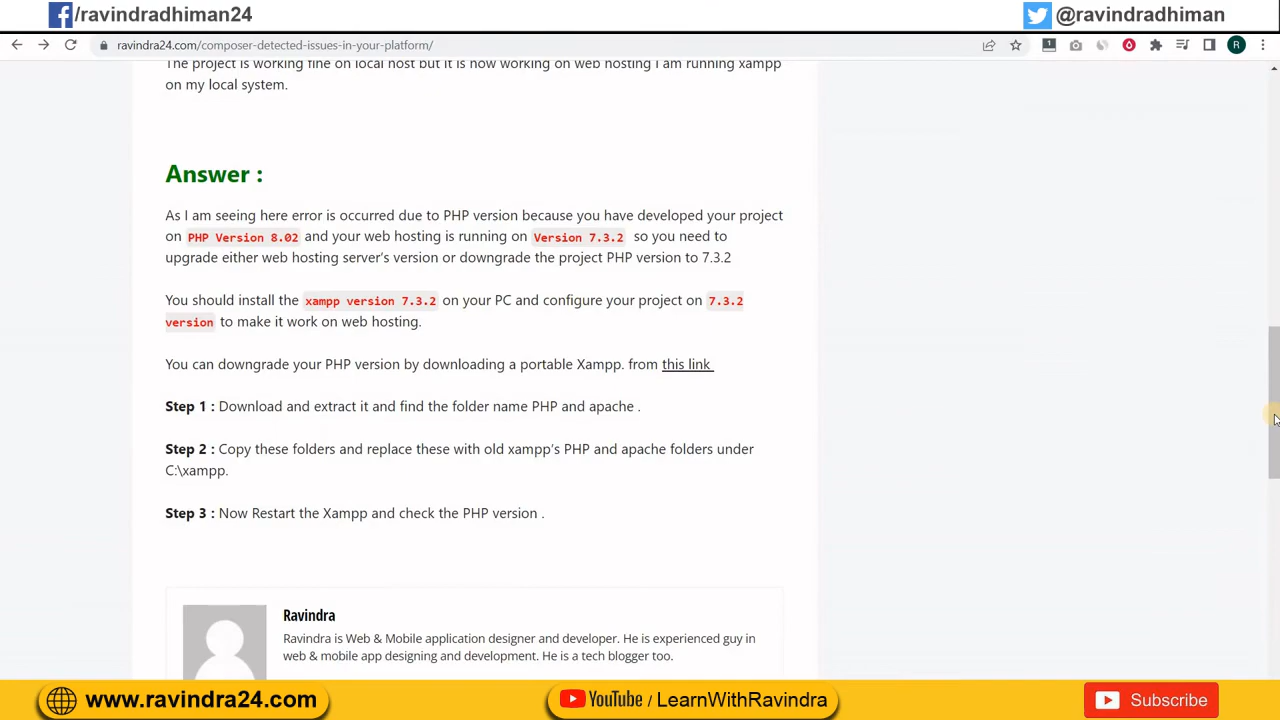 /ravindradhiman24
@ravindradhiman
ravindra24.com/composer-detected-issues-in-your-platform/
R
The project is working fine on local host but it is now working on web hosting I am running xampp
on my local system.
Answer :
As I am seeing here error is occurred due to PHP version because you have developed your project
on PHP Version 8.02 and your web hosting is running on Version 7.3.2 so you need to
upgrade either web hosting server's version or downgrade the project PHP version to 7.3.2
You should install the xampp version 7.3.2 on your PC and configure your project on 7.3.2
version to make it work on web hosting.
You can downgrade your PHP version by downloading a portable Xampp. from this link
Step 1 : Download and extract it and find the folder name PHP and apache .
Step 2 : Copy these folders and replace these with old xampp's PHP and apache folders under
C:\xampp.
Step 3 : Now Restart the Xampp and check the PHP version .
Ravindra
Ravindra is Web & Mobile application designer and developer. He is experienced guy in
web & mobile app designing and development. He is a tech blogger too.
www.ravindra24.com
YouTube / LearnWithRavindra
Subscribe